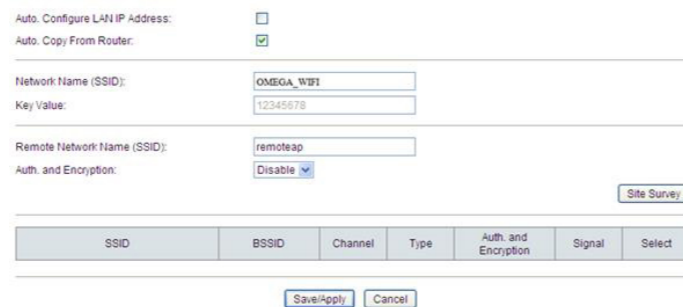 Auto. Configure LAN IP Address:
Auto. Copy From Router:
Network Name (SSID): OMEGA_WIFI
Key Value: 12345678
Remote Network Name (SSID): remoteap
Auth. and Encryption: Disable
Site Survey
SSID BSSID Channel Type Auth. and Encryption Signal Select
Save/Apply Cancel